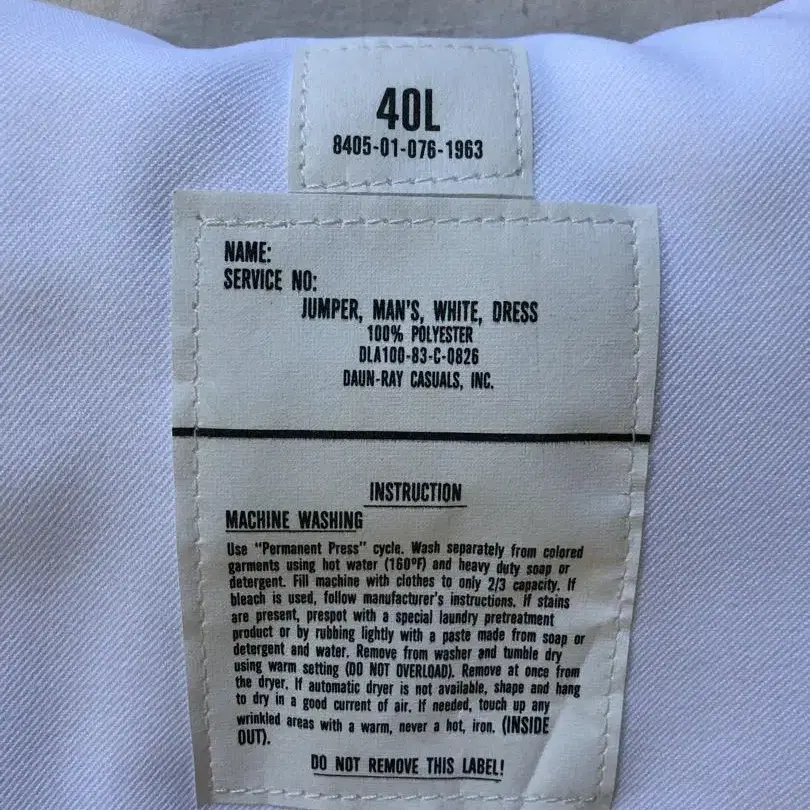 40L
8405-01-076-1963
NAME:
SERVICE NO:
JUMPER, MAN'S, WHITE, DRESS
100% POLYESTER
DLA100-83-C-0826
DAUN-RAY CASUALS, INC.
INSTRUCTION
MACHINE WASHING
Use "Permanent Press" cycle. Wash separately from colored
garments using hot water (160ºF) and heavy duty soap or
detergent. Fill machine with clothes to only 2/3 capacity. If
bleach is used, follow manufacturer's instructions. If stains
are present, prespot with a special laundry pretreatment
product or by rubbing lightly with a paste made from soap or
detergent and water. Remove from washer and tumble dry
using warm setting (DO NOT OVERLOAD). Remove at once from
the dryer. If automatic dryer is not available, shape and hang
to dry in a good current of air. If needed, touch up any
wrinkled areas with a warm, never a hot, iron. (INSIDE
OUT).
DO NOT REMOVE THIS LABEL!